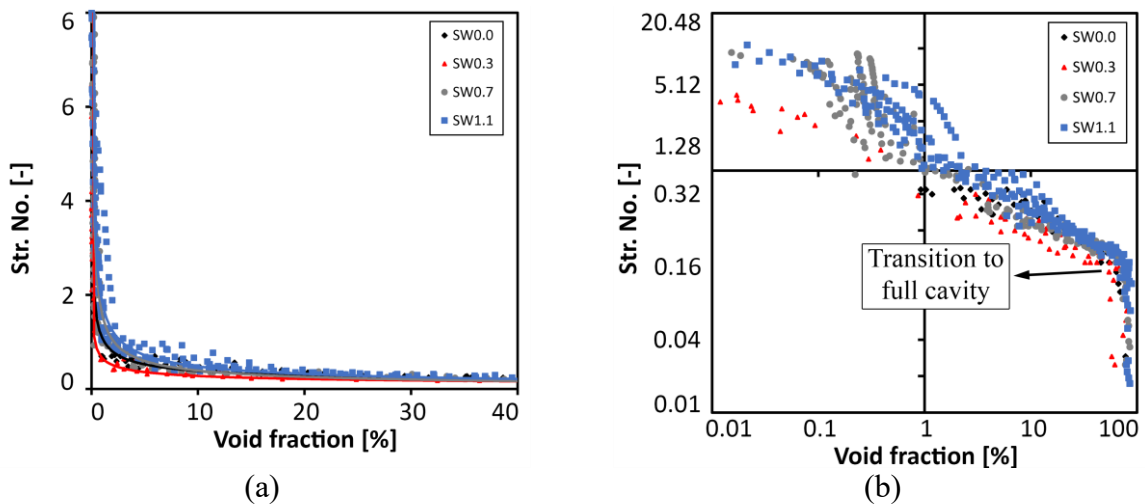 6
6
4
2
0
Str. No. [-]
SW0.0
SW0.3
SW0.7
SW1.1
0
10
20
30
40
Void fraction [%]
(a)
20.48
5.12
1.28
0.32
0.16
0.04
0.01
Str. No. [-]
SW0.0
SW0.3
SW0.7
SW1.1
Transition to
full cavity
0.01
0.1
1
10
100
Void fraction [%]
(b)